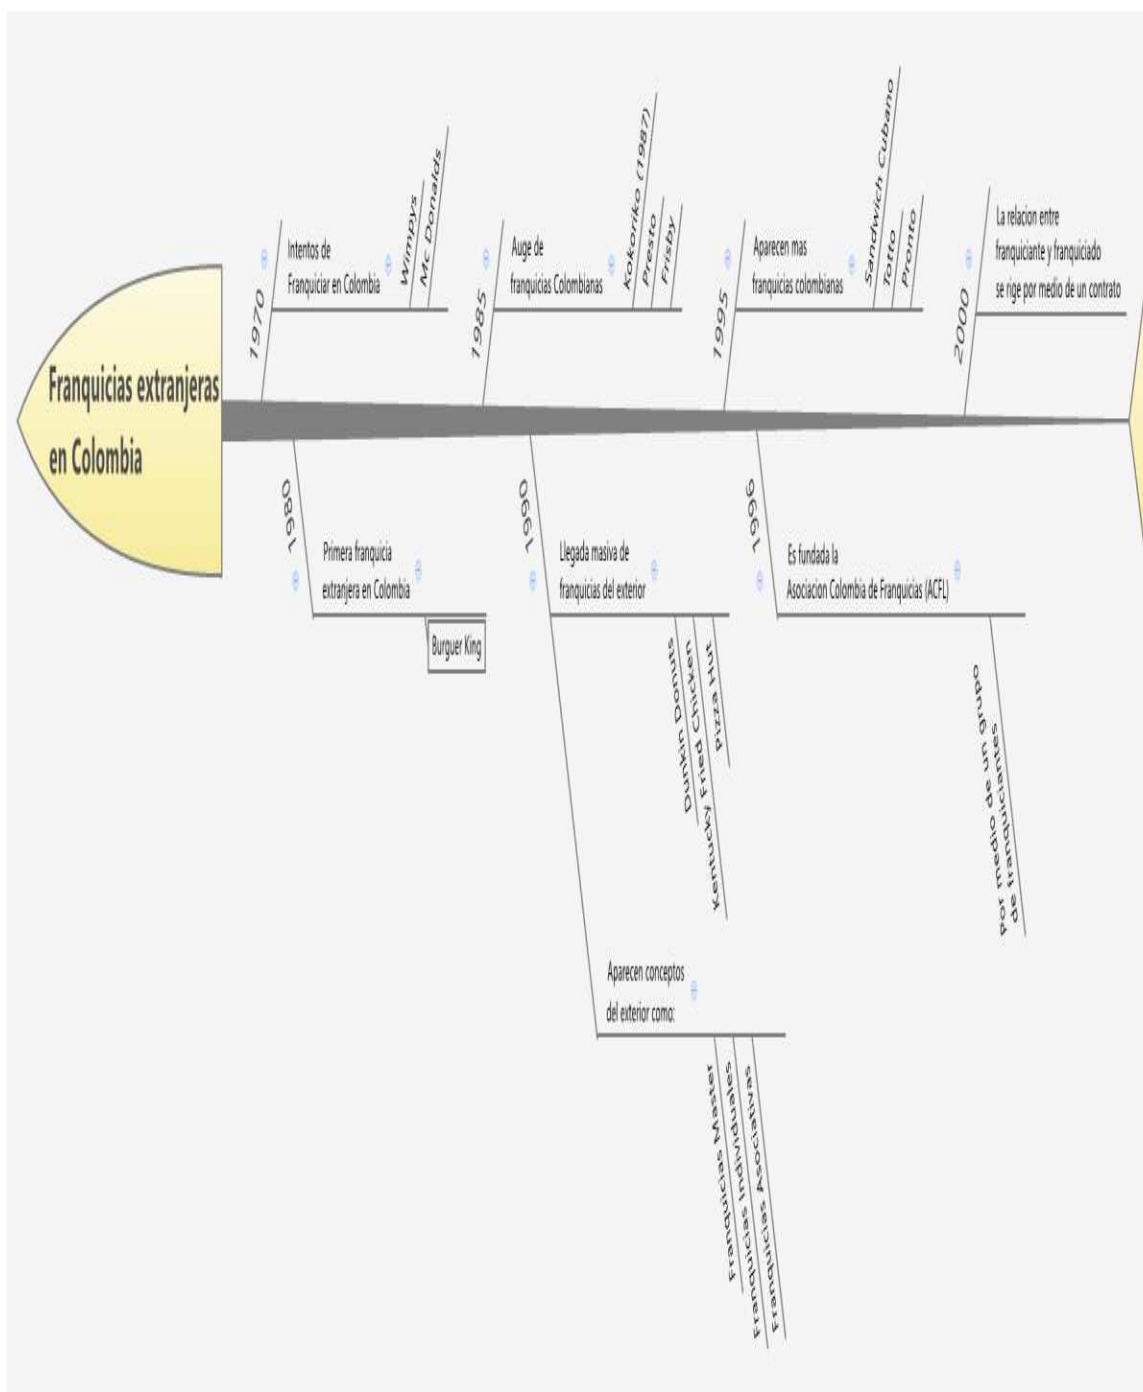 Franquicias extranjeras
en Colombia
1970
Intentos de
Franquiciar en Colombia
Wimpys
Mc Donalds
1980
Primera franquicia
extranjera en Colombia
Burguer King
1985
Auge de
franquicias Colombianas
Kokoriko (1987)
Presto
Frisby
1990
Llegada masiva de
franquicias del exterior
Dunkin Donuts
Kentucky Fried Chicken
Pizza Hut
Aparecen conceptos
del exterior como:
Franquicias Master
Franquicias Individuales
Franquicias Asociativas
1995
Aparecen mas
franquicias colombianas
Sandwich Cubano
Totto
Pronto
1996
Es fundada la
Asociacion Colombia de Franquicias (ACFL)
Por medio de un grupo
de franquiciantes
2000
La relacion entre
franquiciante y franquiciado
se rige por medio de un contrato